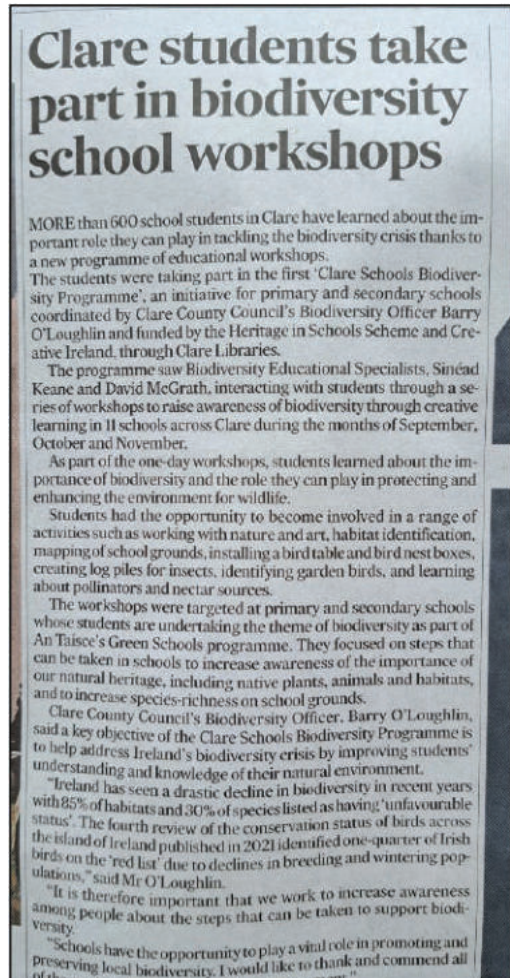 Clare students take
part in biodiversity
school workshops
MORE than 600 school students in Clare have learned about the im-
portant role they can play in tackling the biodiversity crisis thanks to
a new programme of educational workshops.
The students were taking part in the first 'Clare Schools Biodiver-
sity Programme', an initiative for primary and secondary schools
coordinated by Clare County Council's Biodiversity Officer Barry
O'Loughlin and funded by the Heritage in Schools Scheme and Cre-
ative Ireland, through Clare Libraries.
The programme saw Biodiversity Educational Specialists, Sinéad
Keane and David McGrath, interacting with students through a se-
ries of workshops to raise awareness of biodiversity through creative
learning in 11 schools across Clare during the months of September,
October and November.
As part of the one-day workshops, students learned about the im-
portance of biodiversity and the role they can play in protecting and
enhancing the environment for wildlife.
Students had the opportunity to become involved in a range of
activities such as working with nature and art, habitat identification,
mapping of school grounds, installing a bird table and bird nest boxes,
creating log piles for insects, identifying garden birds, and learning
about pollinators and nectar sources.
The workshops were targeted at primary and secondary schools
whose students are undertaking the theme of biodiversity as part of
An Taisce's Green Schools programme. They focused on steps that
can be taken in schools to increase awareness of the importance of
our natural heritage, including native plants, animals and habitats,
and to increase species-richness on school grounds.
Clare County Council's Biodiversity Officer, Barry O'Loughlin,
said a key objective of the Clare Schools Biodiversity Programme is
to help address Ireland's biodiversity crisis by improving students'
understanding and knowledge of their natural environment.
"Ireland has seen a drastic decline in biodiversity in recent years
with 85% of habitats and 30% of species listed as having 'unfavourable
status'. The fourth review of the conservation status of birds across
the island of Ireland published in 2021 identified one-quarter of Irish
birds on the 'red list' due to declines in breeding and wintering pop-
ulations," said Mr O'Loughlin.
"It is therefore important that we work to increase awareness
among people about the steps that can be taken to support biodi-
versity.
"Schools have the opportunity to play a vital role in promoting and
preserving local biodiversity. I would like to thank and commend all